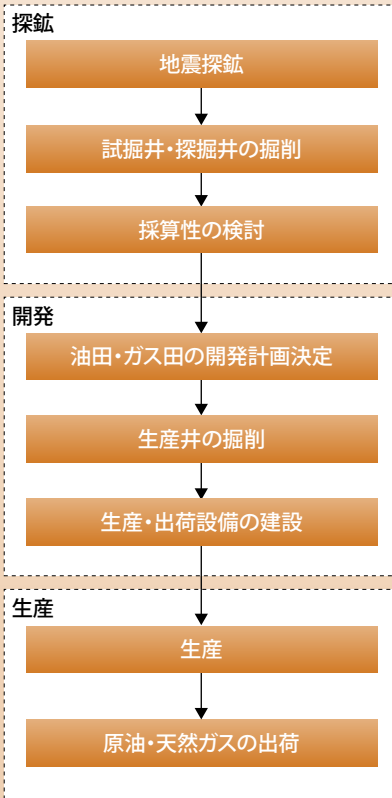 探鉱
地震探鉱
試掘井・探掘井の掘削
採算性の検討
開発
油田・ガス田の開発計画決定
生産井の掘削
生産・出荷設備の建設
生産
生産
原油・天然ガスの出荷